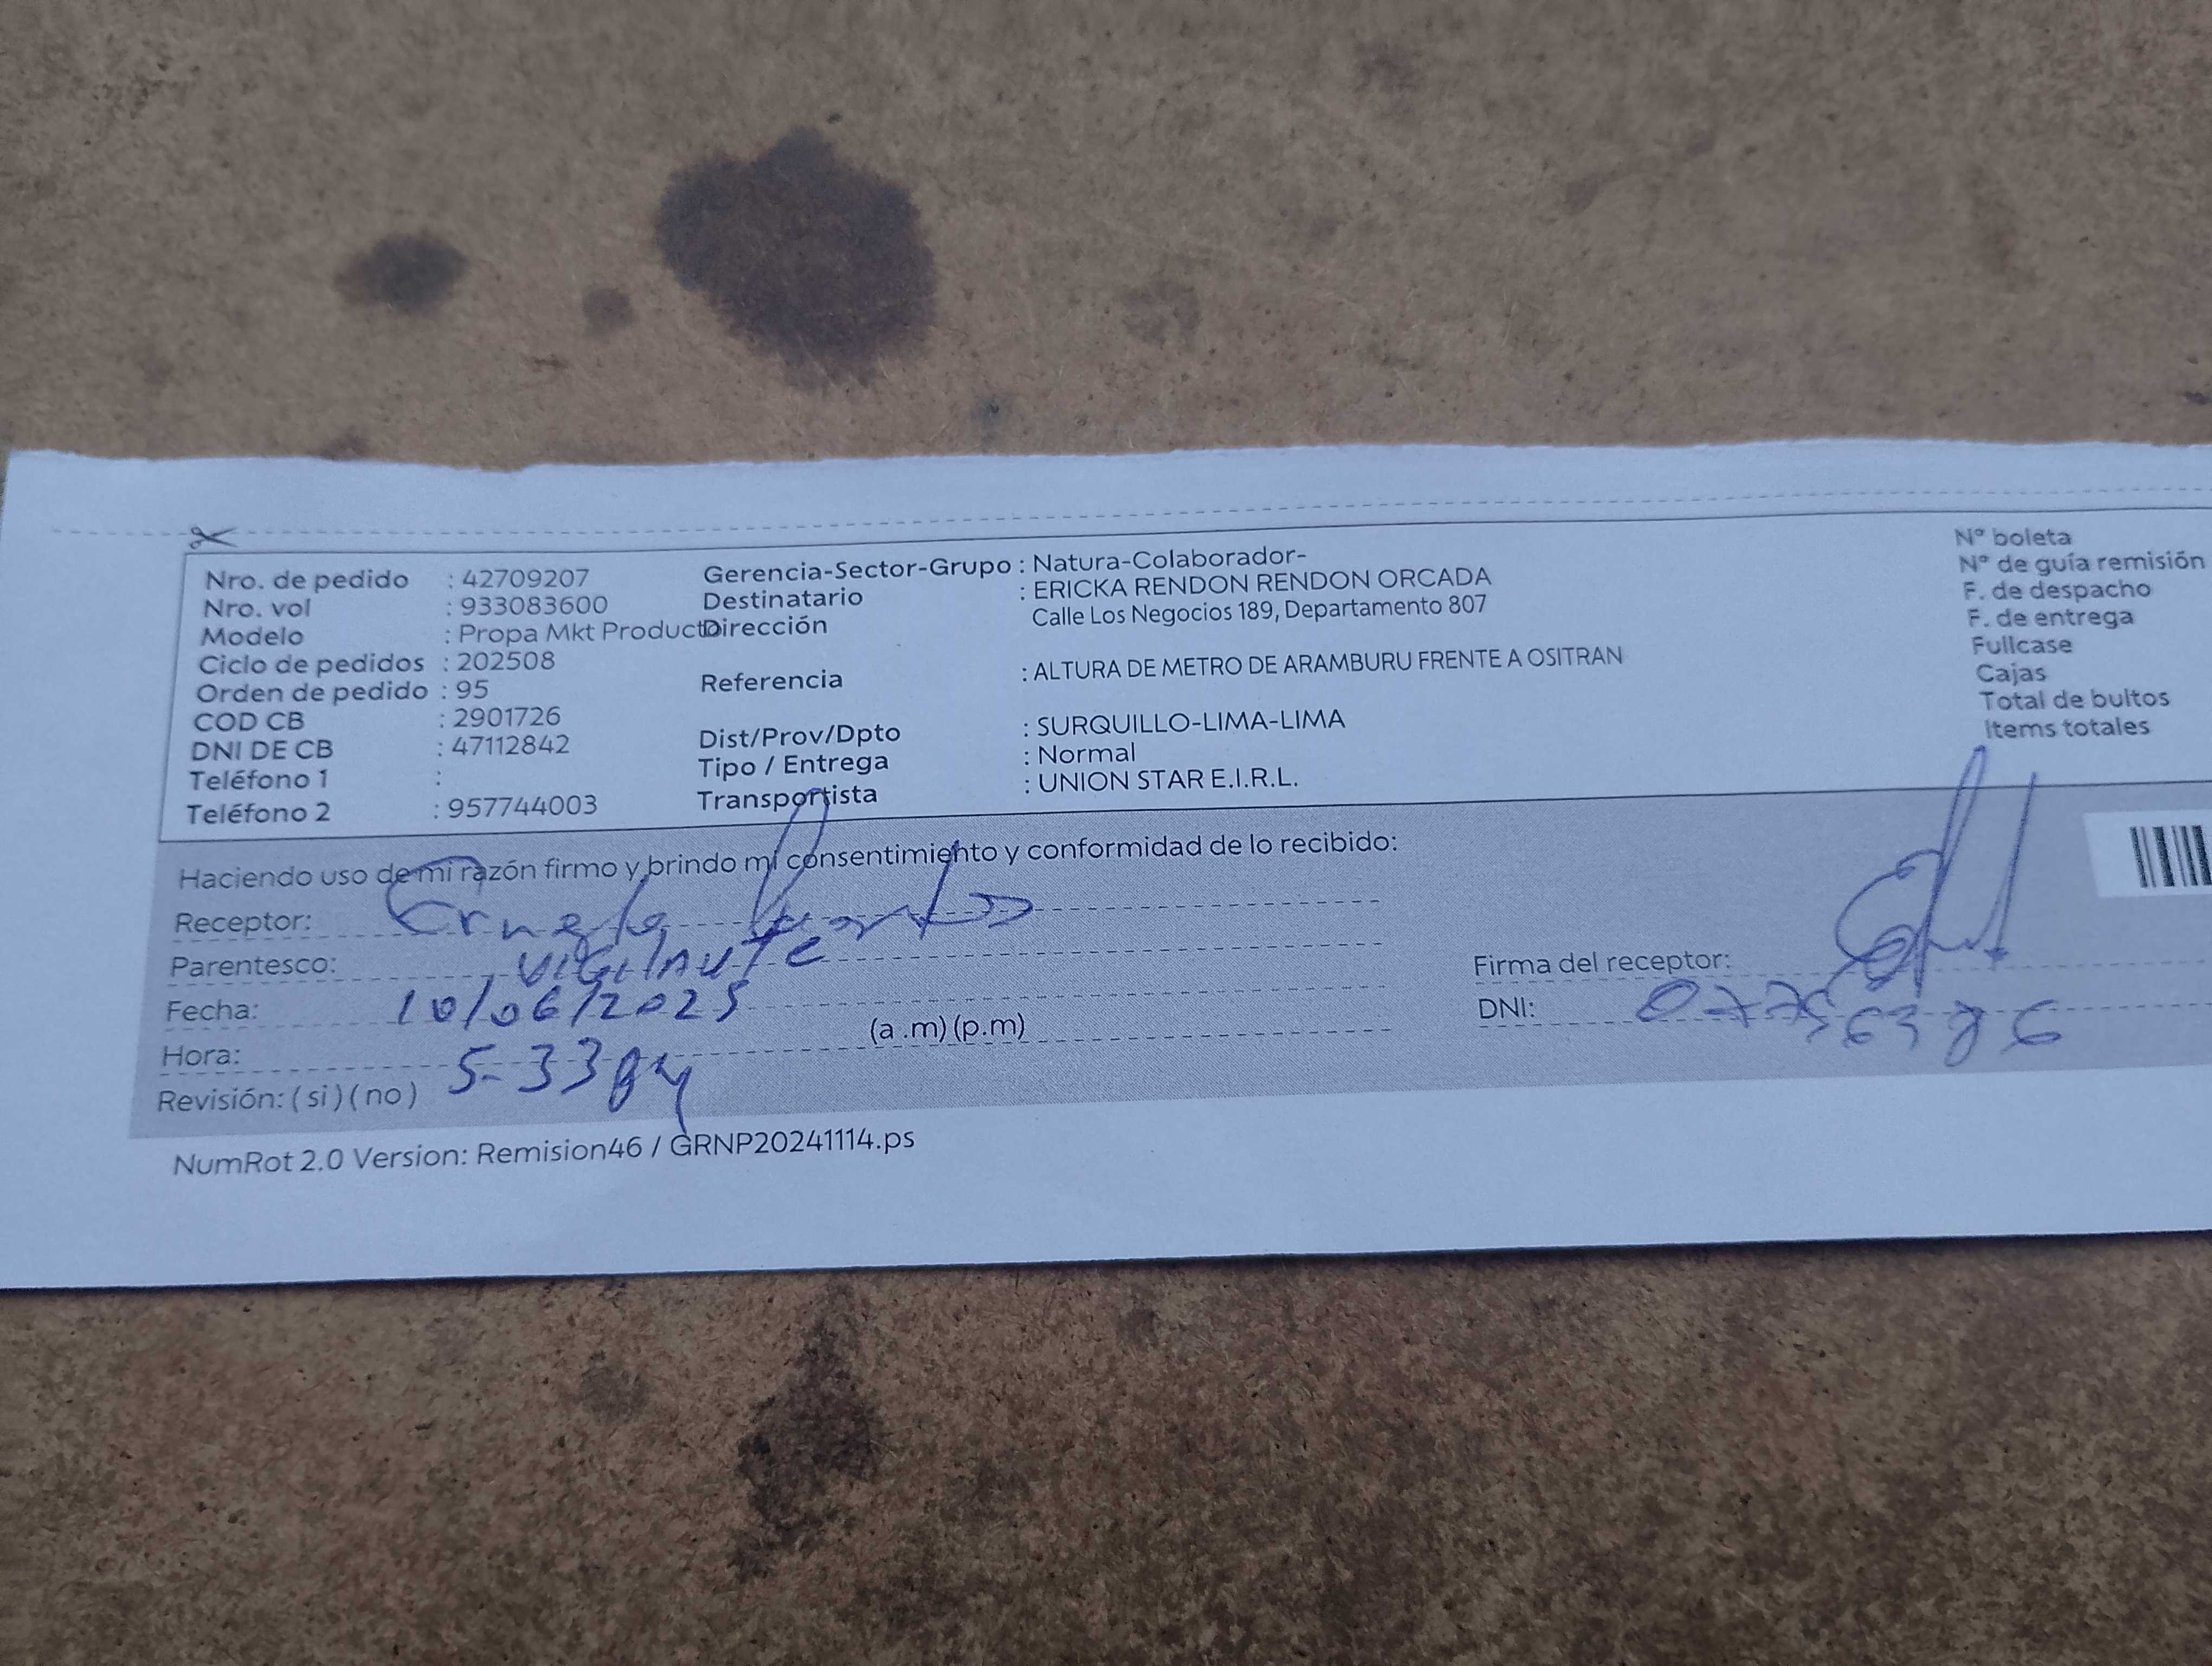 Nro. de pedido : 42709207
Nro. vol : 933083600
Modelo : Propa Mkt Producto
Ciclo de pedidos : 202508
Orden de pedido : 95
COD CB : 2901726
DNI DE CB : 47112842
Teléfono 1 :
Teléfono 2 : 957744003
Gerencia-Sector-Grupo : Natura-Colaborador-
Destinatario : ERICKA RENDON RENDON ORCADA
Dirección Calle Los Negocios 189, Departamento 807
Referencia : ALTURA DE METRO DE ARAMBURU FRENTE A OSITRAN
Dist/Prov/Dpto : SURQUILLO-LIMA-LIMA
Tipo / Entrega : Normal
Transportista : UNION STAR E.I.R.L.
N° boleta
N° de guía remisión
F. de despacho
F. de entrega
Fullcase
Cajas
Total de bultos
Items totales
Haciendo uso de mi razón firmo y brindo mi consentimiento y conformidad de lo recibido:
Receptor:
Parentesco: vigilante
Fecha: 10/06/2025
Hora: 5-33 (a .m) (p.m)
Revisión: ( si ) ( no )
Firma del receptor:
DNI:
NumRot 2.0 Version: Remision46 / GRNP20241114.ps